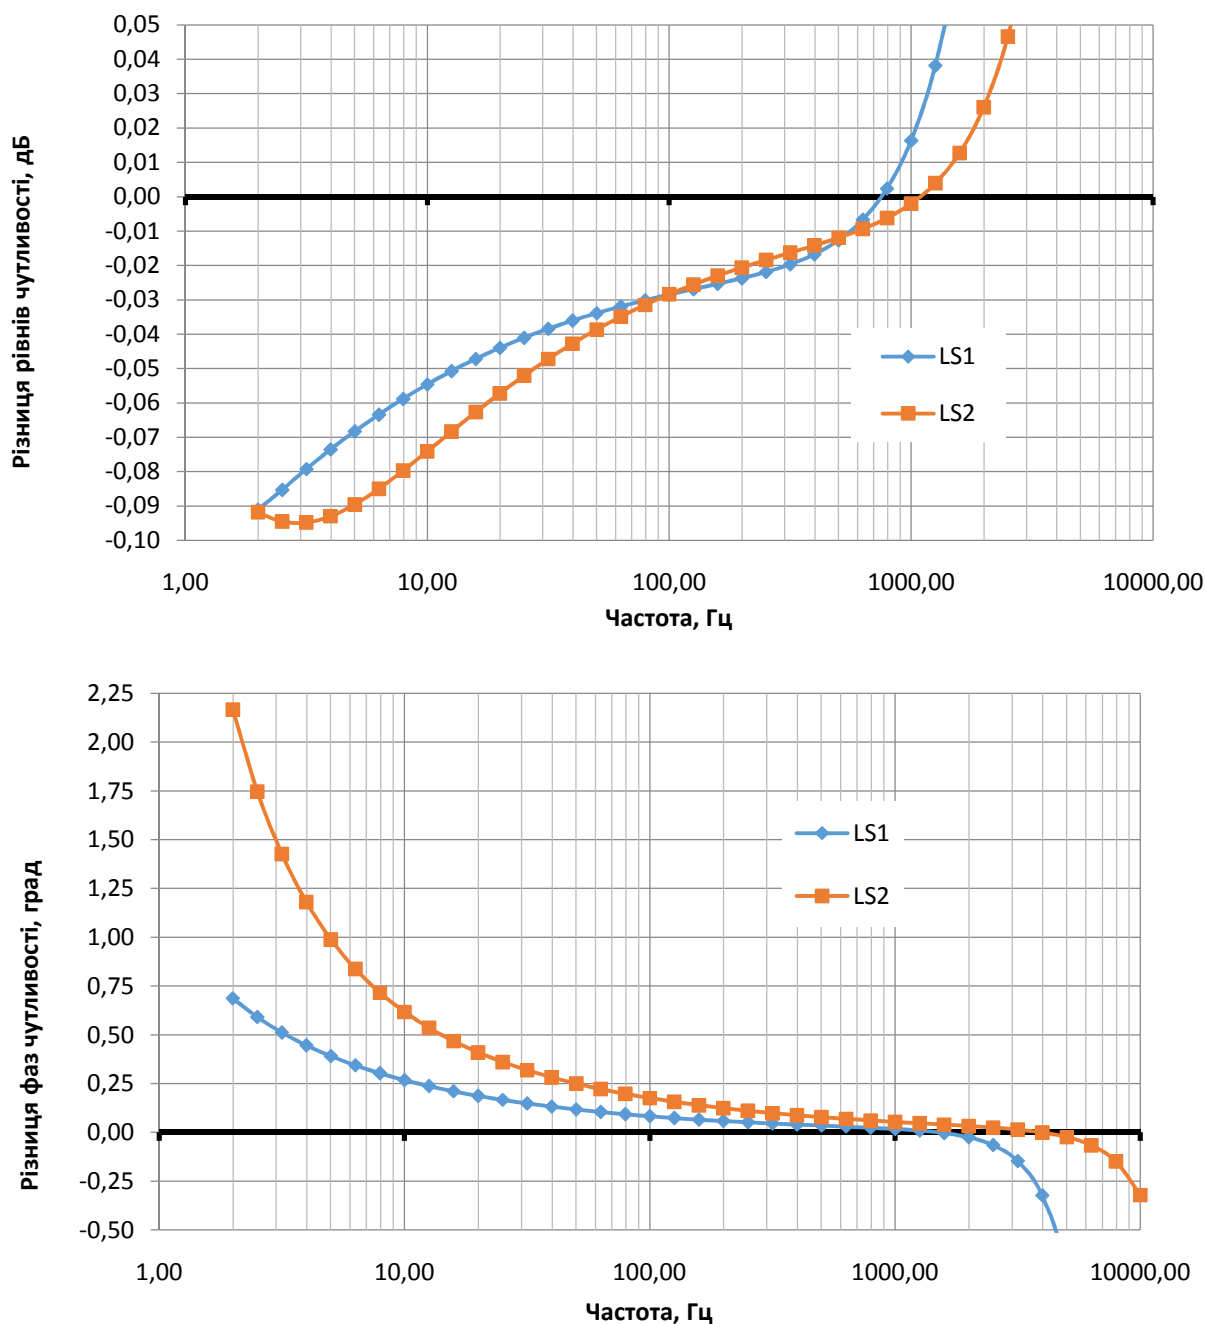 0,05
0,04
0,03
0,02
0,01
0,00
-0,01
-0,02
-0,03
-0,04
-0,05
-0,06
-0,07
-0,08
-0,09
-0,10
Різниця рівнів чутливості, дБ
LS1
LS2
1,00 10,00 100,00 1000,00 10000,00
Частота, Гц
2,25
2,00
1,75
1,50
1,25
1,00
0,75
0,50
0,25
0,00
-0,25
-0,50
Різниця фаз чутливості, град
LS1
LS2
1,00 10,00 100,00 1000,00 10000,00
Частота, Гц